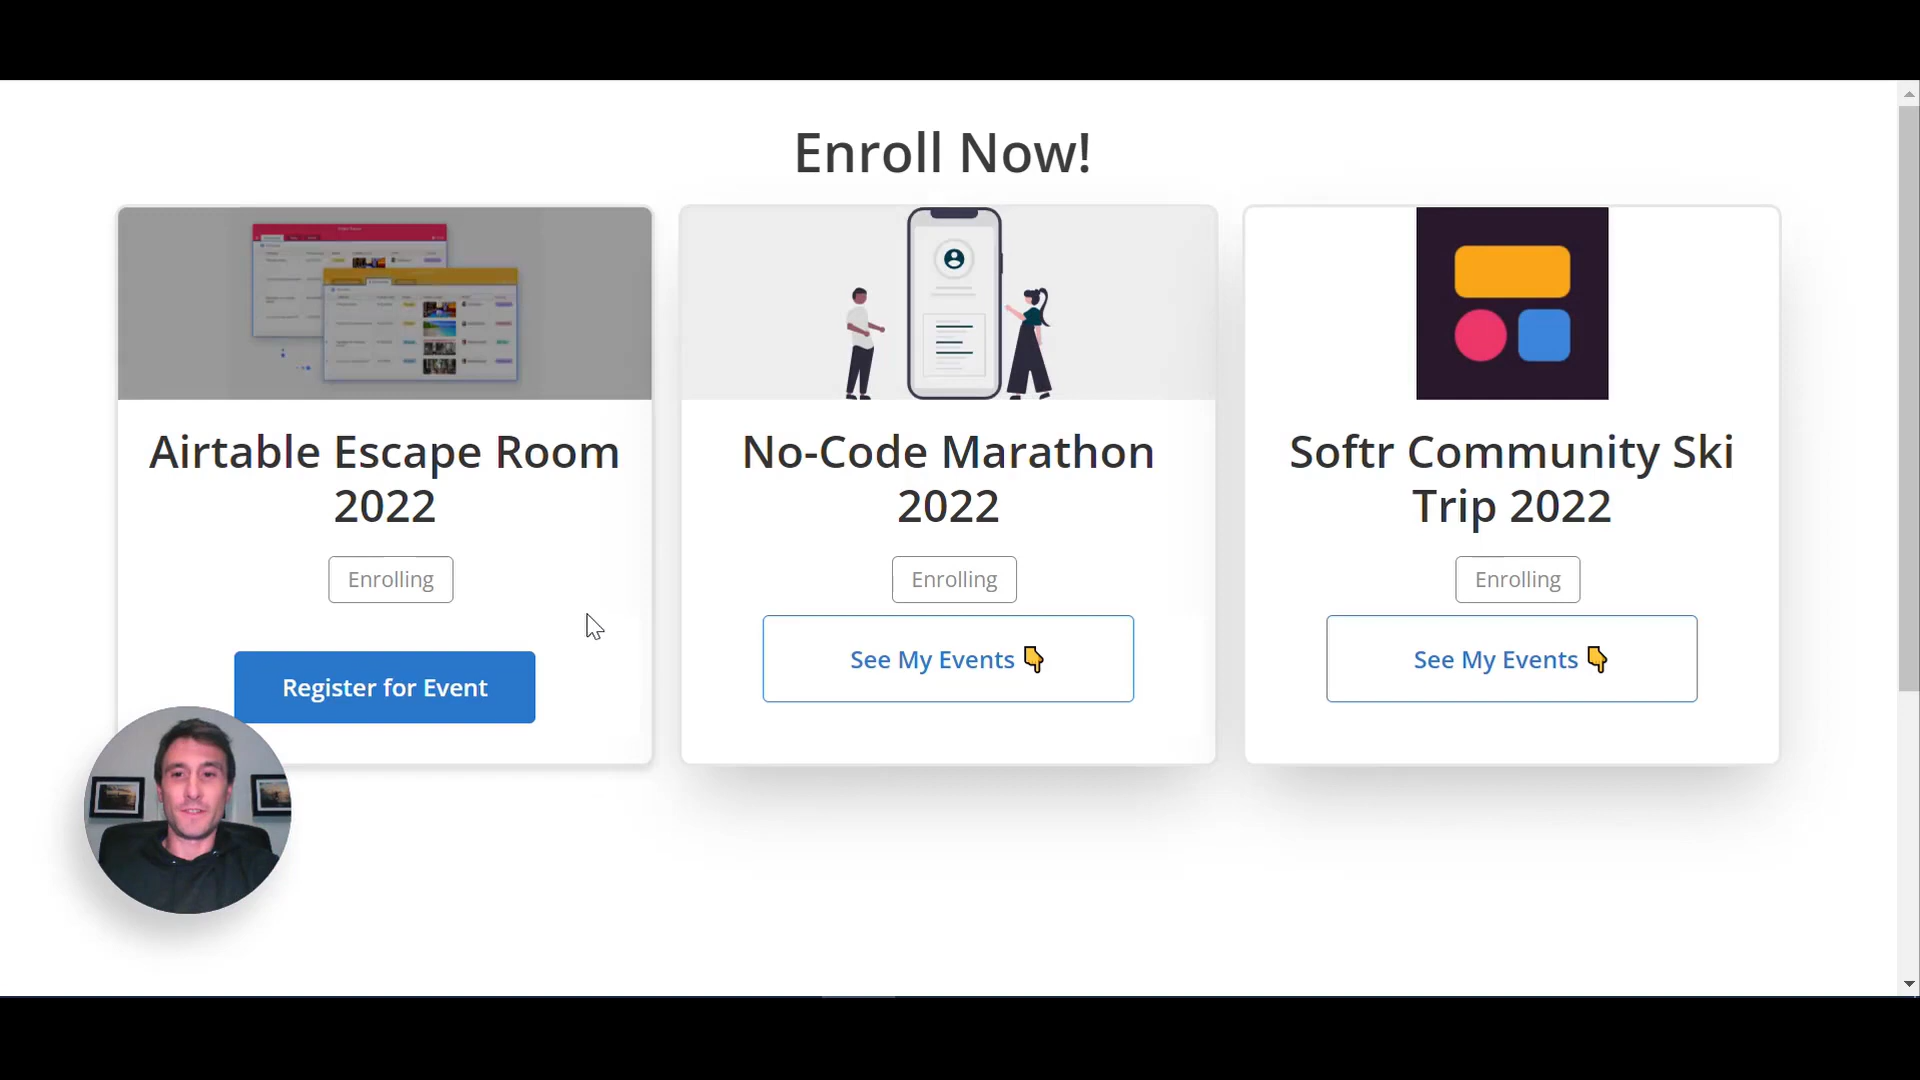 Enroll Now!
Airtable Escape Room
2022
Enrolling
Register for Event
No-Code Marathon
2022
Enrolling
See My Events 👇
Softr Community Ski
Trip 2022
Enrolling
See My Events 👇